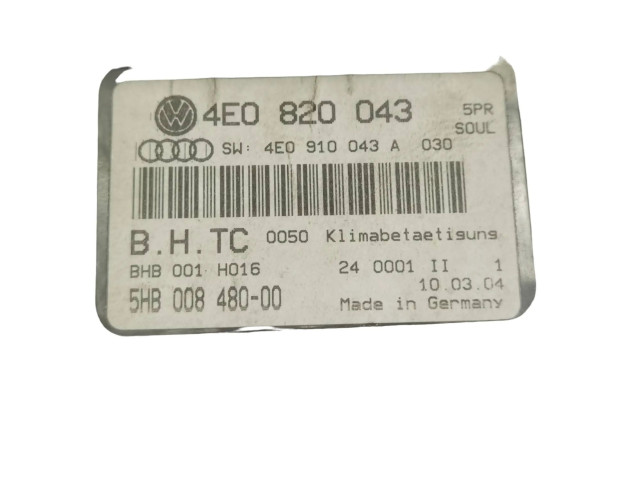 4E0 820 043 5PR
SOUL
SW: 4E0 910 043 A 030
B.H.TC 0050 Klimabetaetigung
BHB 001 H016 24 0001 II 1
10.03.04
5HB 008 480-00 Made in Germany